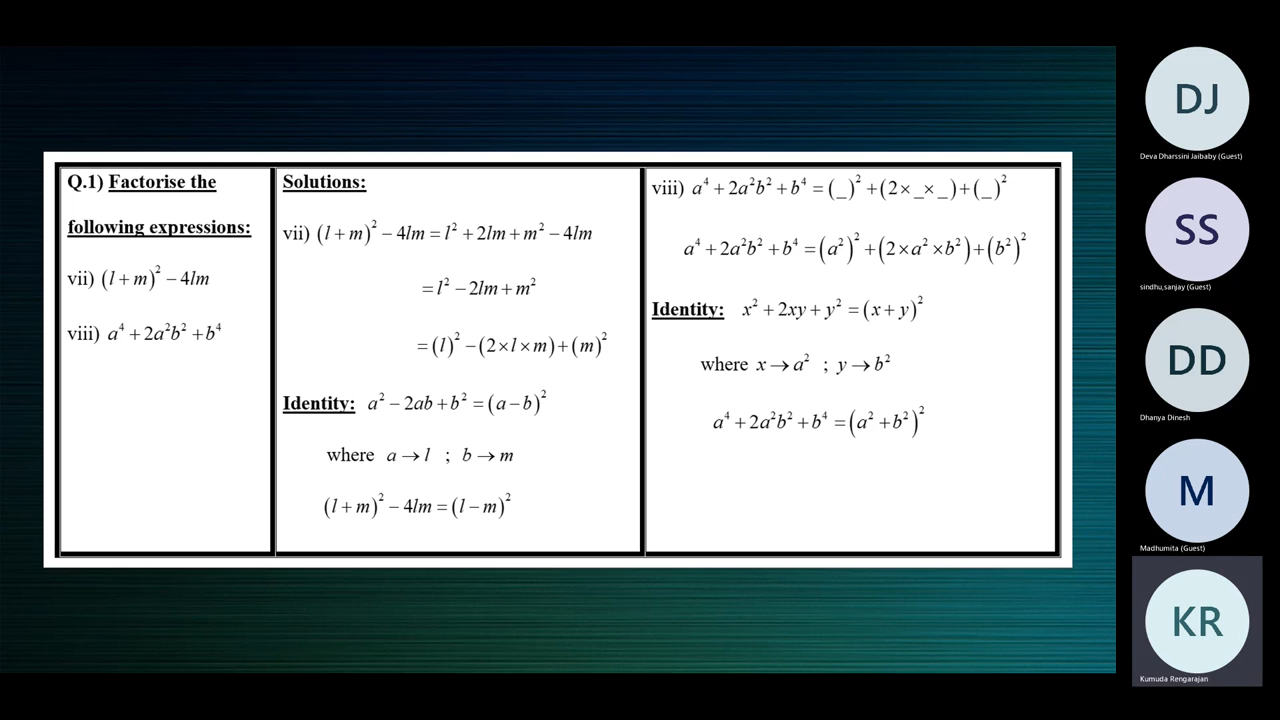 Q.1) Factorise the
following expressions:
vii) (l + m)² − 4lm
viii) a⁴ + 2a²b² + b⁴
Solutions:
vii) (l + m)² − 4lm = l² + 2lm + m² − 4lm
= l² − 2lm + m²
= (l)² − (2 × l × m) + (m)²
Identity: a² − 2ab + b² = (a − b)²
where a → l ; b → m
(l + m)² − 4lm = (l − m)²
viii) a⁴ + 2a²b² + b⁴ = (_)² + (2 × _ × _) + (_)²
a⁴ + 2a²b² + b⁴ = (a²)² + (2 × a² × b²) + (b²)²
Identity: x² + 2xy + y² = (x + y)²
where x → a² ; y → b²
a⁴ + 2a²b² + b⁴ = (a² + b²)²
DJ
Deva Dharssini Jaibaby (Guest)
SS
sindhu,sanjay (Guest)
DD
Dhanya Dinesh
M
Madhumita (Guest)
KR
Kumuda Rengarajan